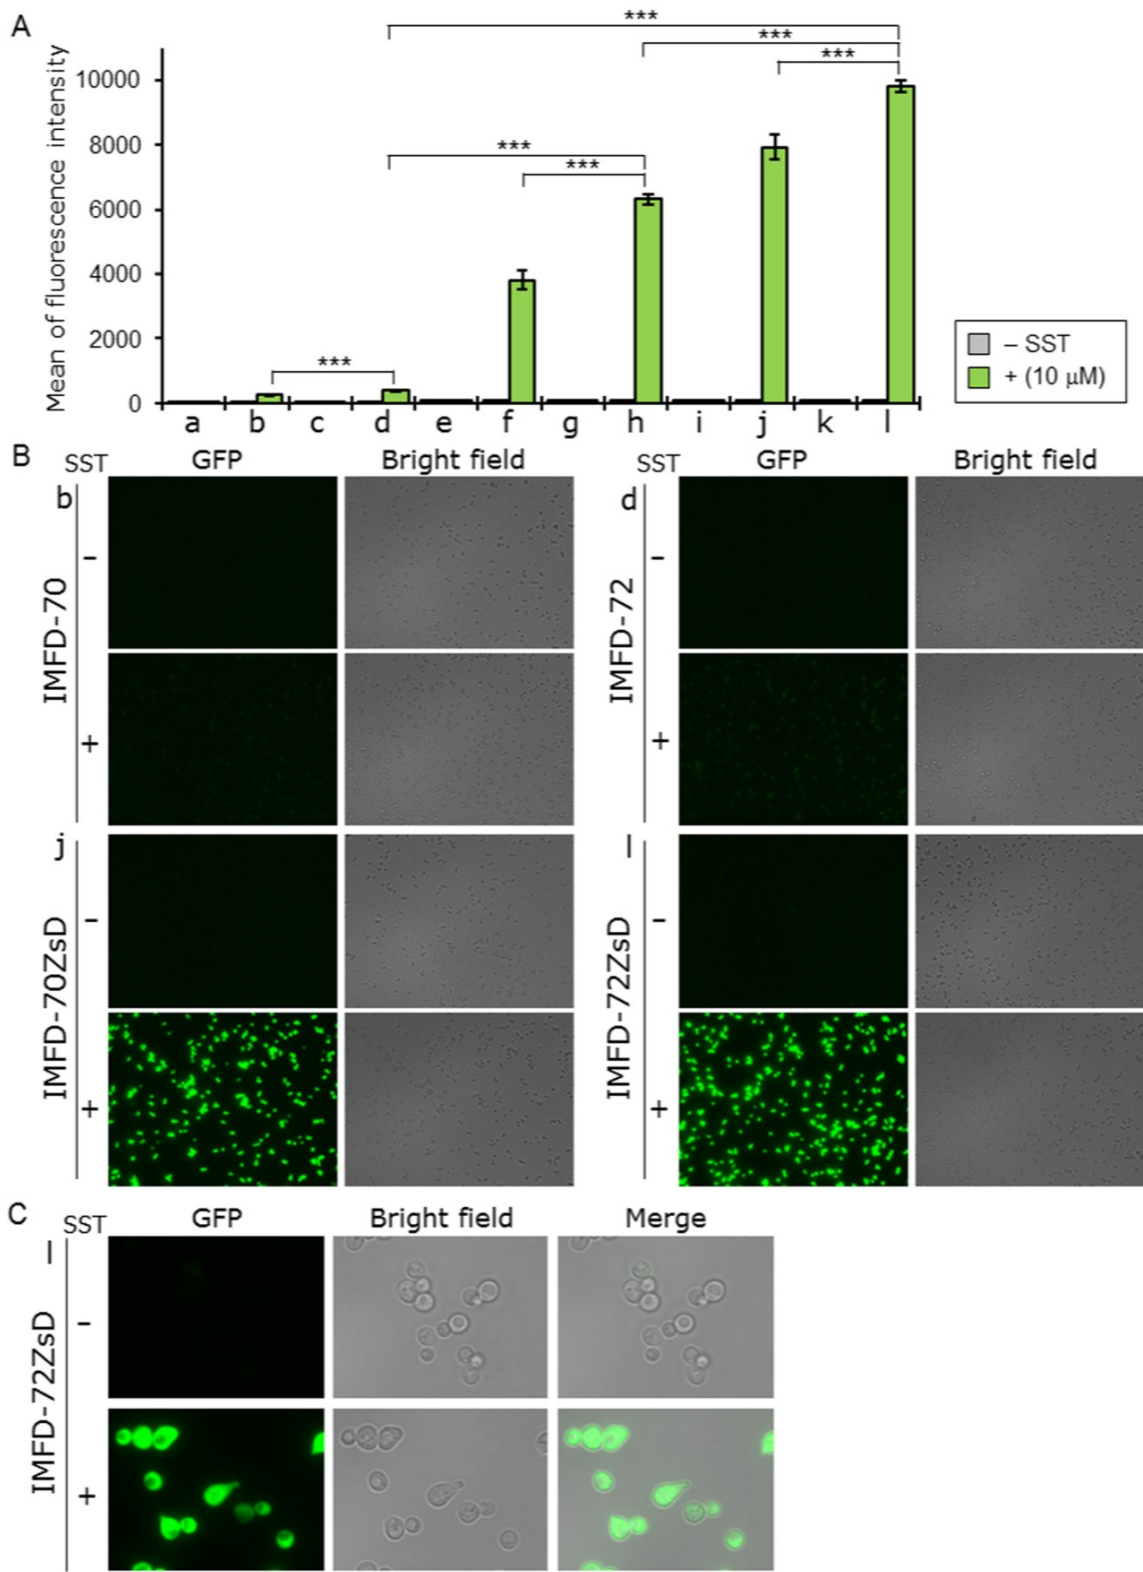 A
Mean of fluorescence intensity
10000
8000
6000
4000
2000
0
***
***
***
***
***
***
a b c d e f g h i j k l
– SST
+ (10 μM)
B
SST GFP Bright field SST GFP Bright field
b
IMFD-70
–
+
d
IMFD-72
–
+
j
IMFD-70ZsD
–
+
l
IMFD-72ZsD
–
+
C
SST GFP Bright field Merge
l
IMFD-72ZsD
–
+